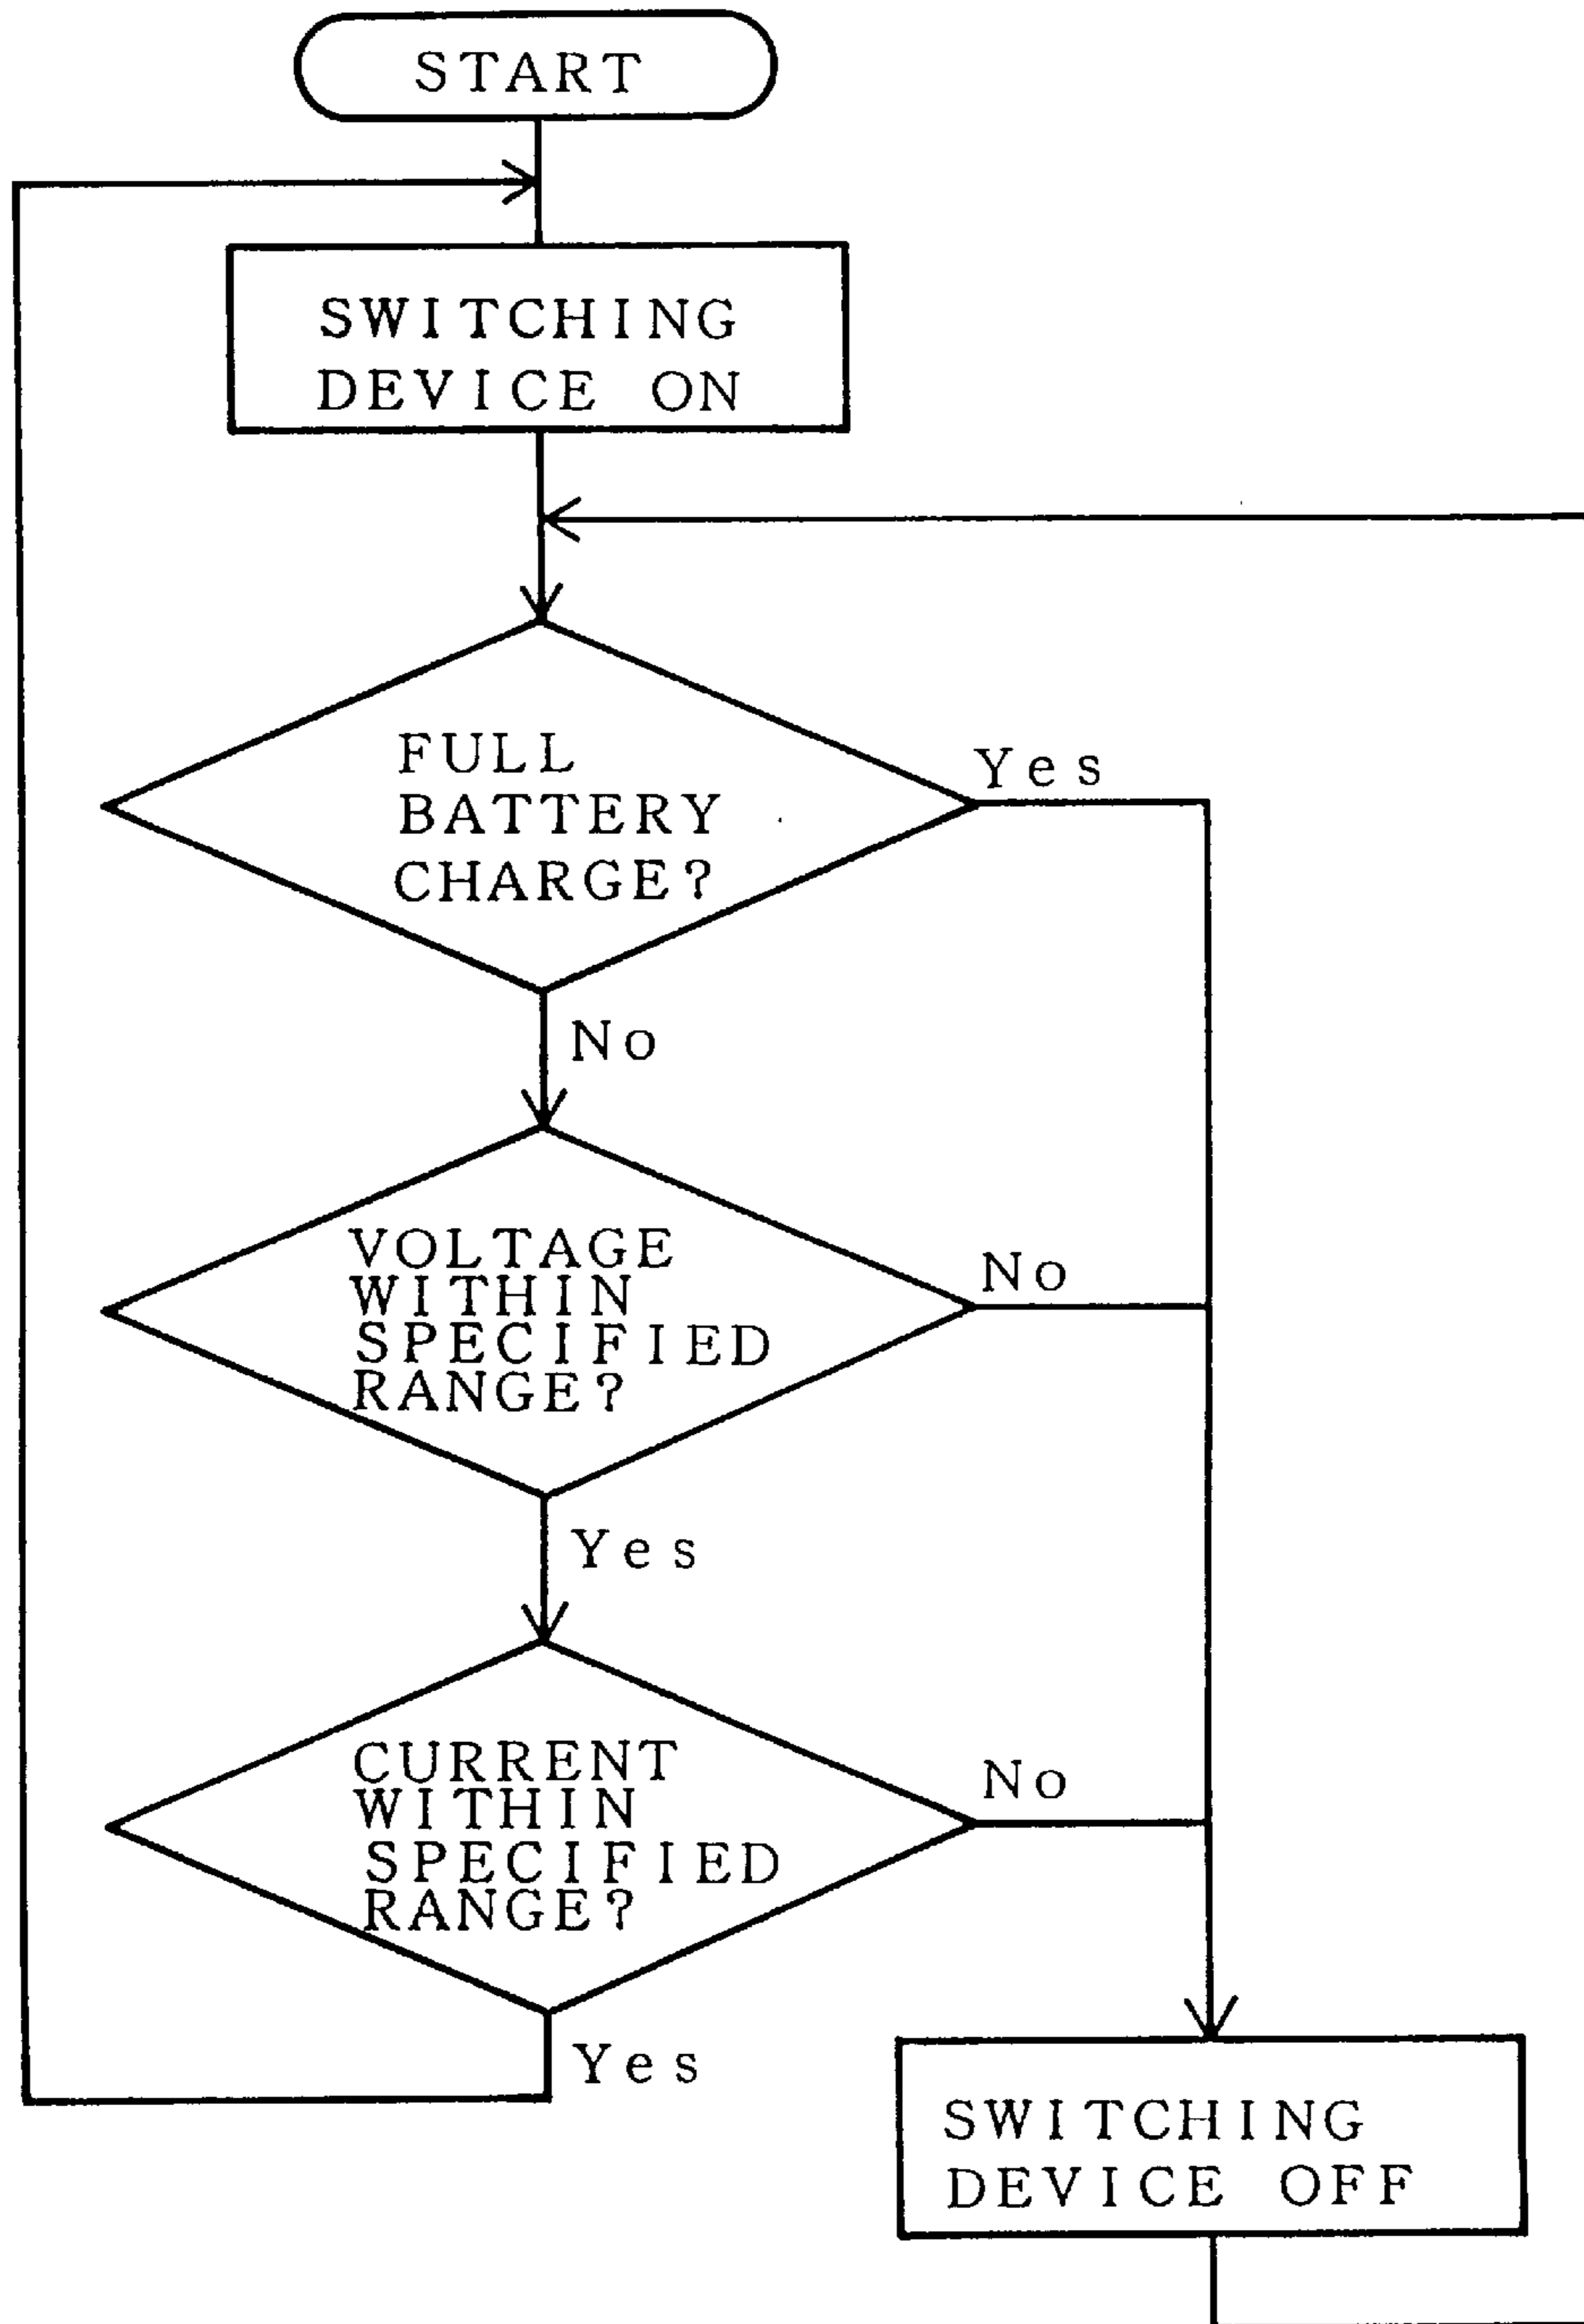 START
SWITCHING
DEVICE ON
FULL
BATTERY
CHARGE?
Yes
No
VOLTAGE
WITHIN
SPECIFIED
RANGE?
No
Yes
CURRENT
WITHIN
SPECIFIED
RANGE?
No
Yes
SWITCHING
DEVICE OFF